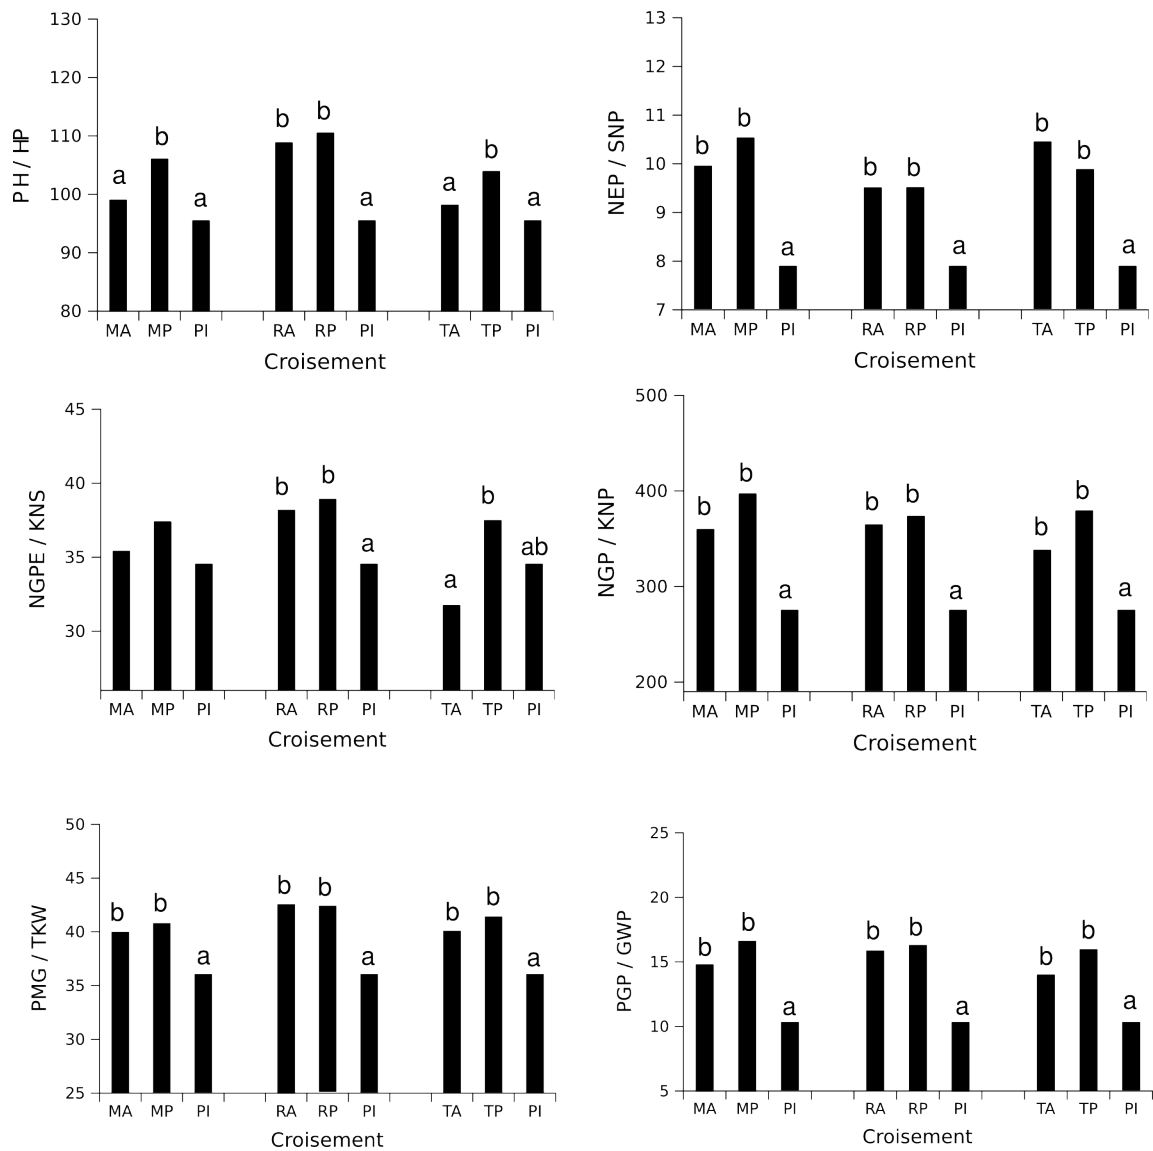 130
120
110
100
90
80
PH / HP
a b a b b a a b a
MA MP PI RA RP PI TA TP PI
Croisement
13
12
11
10
9
8
7
NEP / SNP
b b a b b a b b a
MA MP PI RA RP PI TA TP PI
Croisement
45
40
35
30
NGPE / KNS
b b a a b ab
MA MP PI RA RP PI TA TP PI
Croisement
500
400
300
200
NGP / KNP
b b a b b a b b a
MA MP PI RA RP PI TA TP PI
Croisement
50
45
40
35
30
25
PMG / TKW
b b a b b a b b a
MA MP PI RA RP PI TA TP PI
Croisement
25
20
15
10
5
PGP / GWP
b b a b b a b b a
MA MP PI RA RP PI TA TP PI
Croisement